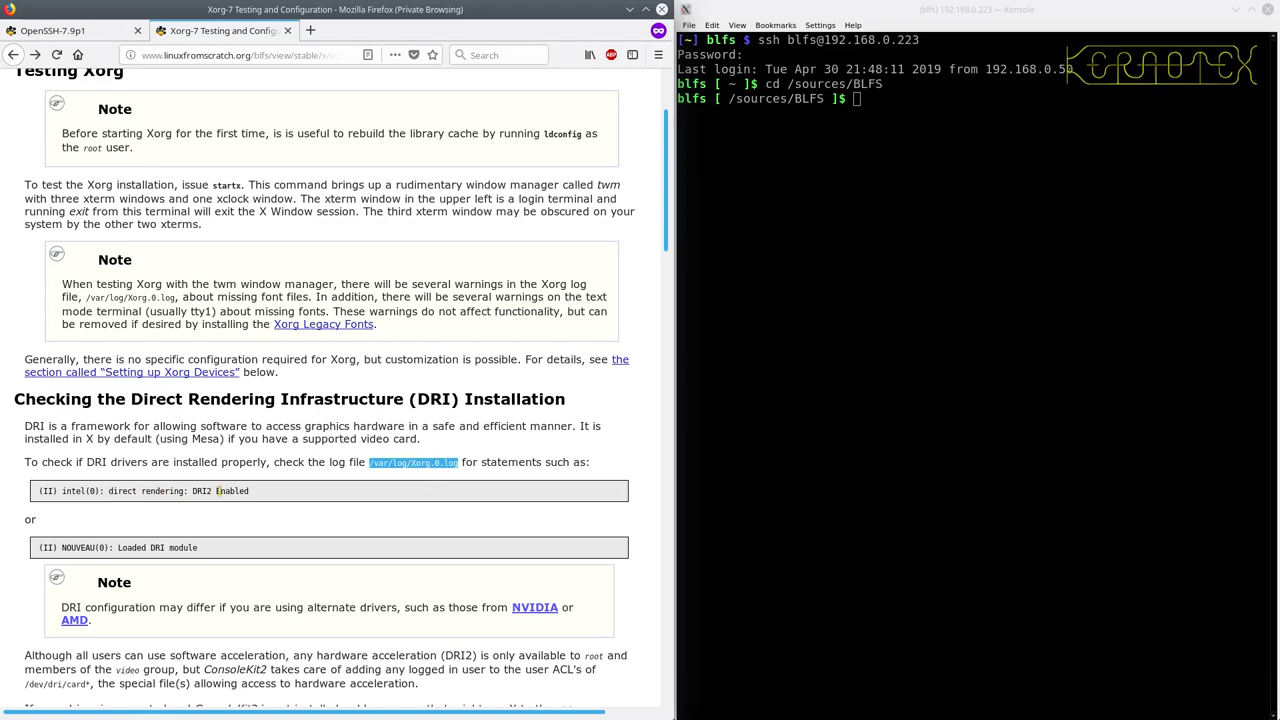 Xorg-7 Testing and Configuration - Mozilla Firefox (Private Browsing)
OpenSSH-7.9p1
Xorg-7 Testing and Configu
www.linuxfromscratch.org/blfs/view/stable/x/x
Search
Testing Xorg
Note
Before starting Xorg for the first time, is is useful to rebuild the library cache by running ldconfig as
the root user.
To test the Xorg installation, issue startx. This command brings up a rudimentary window manager called twm
with three xterm windows and one xclock window. The xterm window in the upper left is a login terminal and
running exit from this terminal will exit the X Window session. The third xterm window may be obscured on your
system by the other two xterms.
Note
When testing Xorg with the twm window manager, there will be several warnings in the Xorg log
file, /var/log/Xorg.0.log, about missing font files. In addition, there will be several warnings on the text
mode terminal (usually tty1) about missing fonts. These warnings do not affect functionality, but can
be removed if desired by installing the Xorg Legacy Fonts.
Generally, there is no specific configuration required for Xorg, but customization is possible. For details, see the
section called “Setting up Xorg Devices” below.
Checking the Direct Rendering Infrastructure (DRI) Installation
DRI is a framework for allowing software to access graphics hardware in a safe and efficient manner. It is
installed in X by default (using Mesa) if you have a supported video card.
To check if DRI drivers are installed properly, check the log file /var/log/Xorg.0.log for statements such as:
(II) intel(0): direct rendering: DRI2 Enabled
or
(II) NOUVEAU(0): Loaded DRI module
Note
DRI configuration may differ if you are using alternate drivers, such as those from NVIDIA or
AMD.
Although all users can use software acceleration, any hardware acceleration (DRI2) is only available to root and
members of the video group, but ConsoleKit2 takes care of adding any logged in user to the user ACL's of
/dev/dri/card*, the special file(s) allowing access to hardware acceleration.
(blfs) 192.168.0.223 — Konsole
File Edit View Bookmarks Settings Help
[~] blfs $ ssh blfs@192.168.0.223
Password:
Last login: Tue Apr 30 21:48:11 2019 from 192.168.0.50
blfs [ ~ ]$ cd /sources/BLFS
blfs [ /sources/BLFS ]$